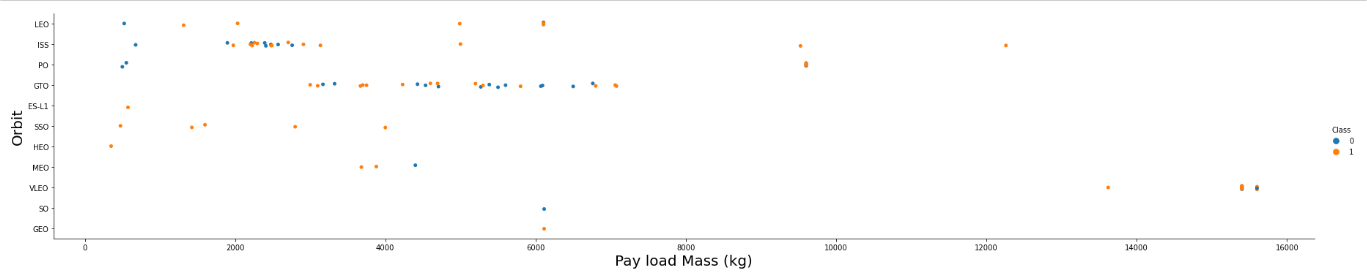 LEO
ISS
PO
GTO
ES-L1
SSO
HEO
MEO
VLEO
SO
GEO
Orbit
0 2000 4000 6000 8000 10000 12000 14000 16000
Pay load Mass (kg)
Class
0
1